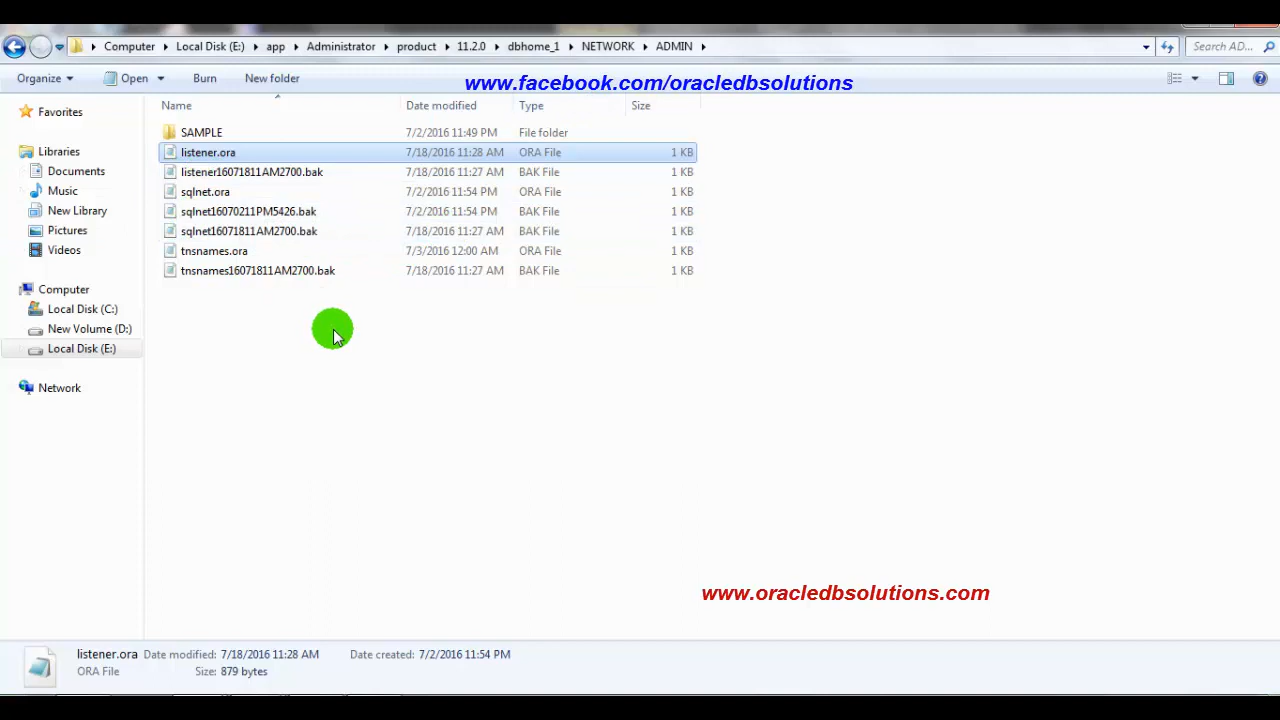 Computer Local Disk (E:) app Administrator product 11.2.0 dbhome_1 NETWORK ADMIN Search AD...
Organize Open Burn New folder
www.facebook.com/oracledbsolutions
Name Date modified Type Size
Favorites
Libraries
Documents
Music
New Library
Pictures
Videos
Computer
Local Disk (C:)
New Volume (D:)
Local Disk (E:)
Network
SAMPLE 7/2/2016 11:49 PM File folder
listener.ora 7/18/2016 11:28 AM ORA File 1 KB
listener16071811AM2700.bak 7/18/2016 11:27 AM BAK File 1 KB
sqlnet.ora 7/2/2016 11:54 PM ORA File 1 KB
sqlnet16070211PM5426.bak 7/2/2016 11:54 PM BAK File 1 KB
sqlnet16071811AM2700.bak 7/18/2016 11:27 AM BAK File 1 KB
tnsnames.ora 7/3/2016 12:00 AM ORA File 1 KB
tnsnames16071811AM2700.bak 7/18/2016 11:27 AM BAK File 1 KB
www.oracledbsolutions.com
listener.ora Date modified: 7/18/2016 11:28 AM Date created: 7/2/2016 11:54 PM
ORA File Size: 879 bytes